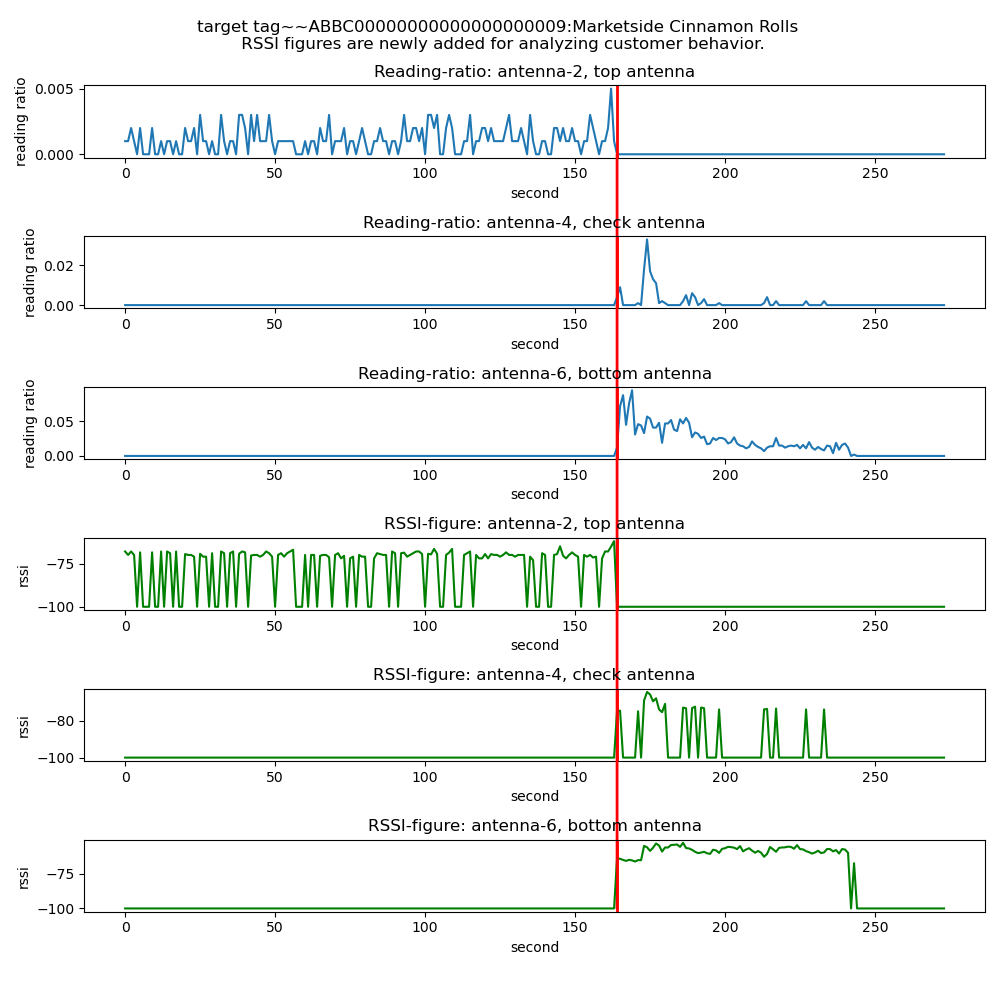 target tag~~ABBC00000000000000000009:Marketside Cinnamon Rolls
RSSI figures are newly added for analyzing customer behavior.
Reading-ratio: antenna-2, top antenna
reading ratio
0.005
0.000
0 50 100 150 200 250
second
Reading-ratio: antenna-4, check antenna
reading ratio
0.02
0.00
0 50 100 150 200 250
second
Reading-ratio: antenna-6, bottom antenna
reading ratio
0.05
0.00
0 50 100 150 200 250
second
RSSI-figure: antenna-2, top antenna
rssi
−75
−100
0 50 100 150 200 250
second
RSSI-figure: antenna-4, check antenna
rssi
−80
−100
0 50 100 150 200 250
second
RSSI-figure: antenna-6, bottom antenna
rssi
−75
−100
0 50 100 150 200 250
second